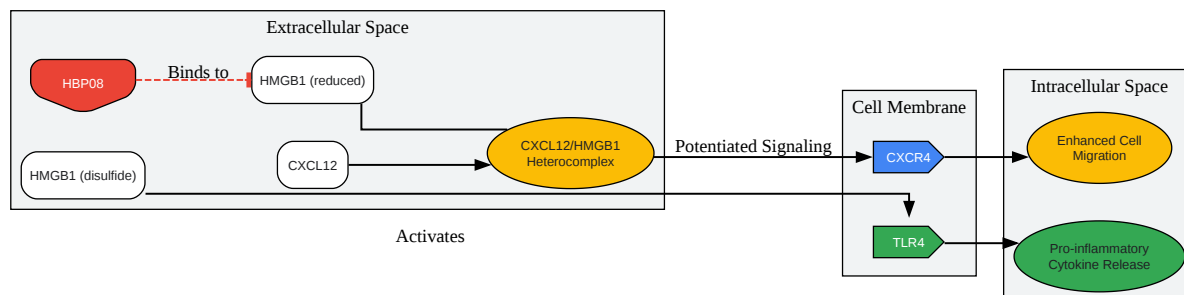 Extracellular Space
HBP08
Binds to
HMGB1 (reduced)
HMGB1 (disulfide)
CXCL12
CXCL12/HMGB1
Heterocomplex
Potentiated Signaling
Activates
Cell Membrane
CXCR4
TLR4
Intracellular Space
Enhanced Cell
Migration
Pro-inflammatory
Cytokine Release